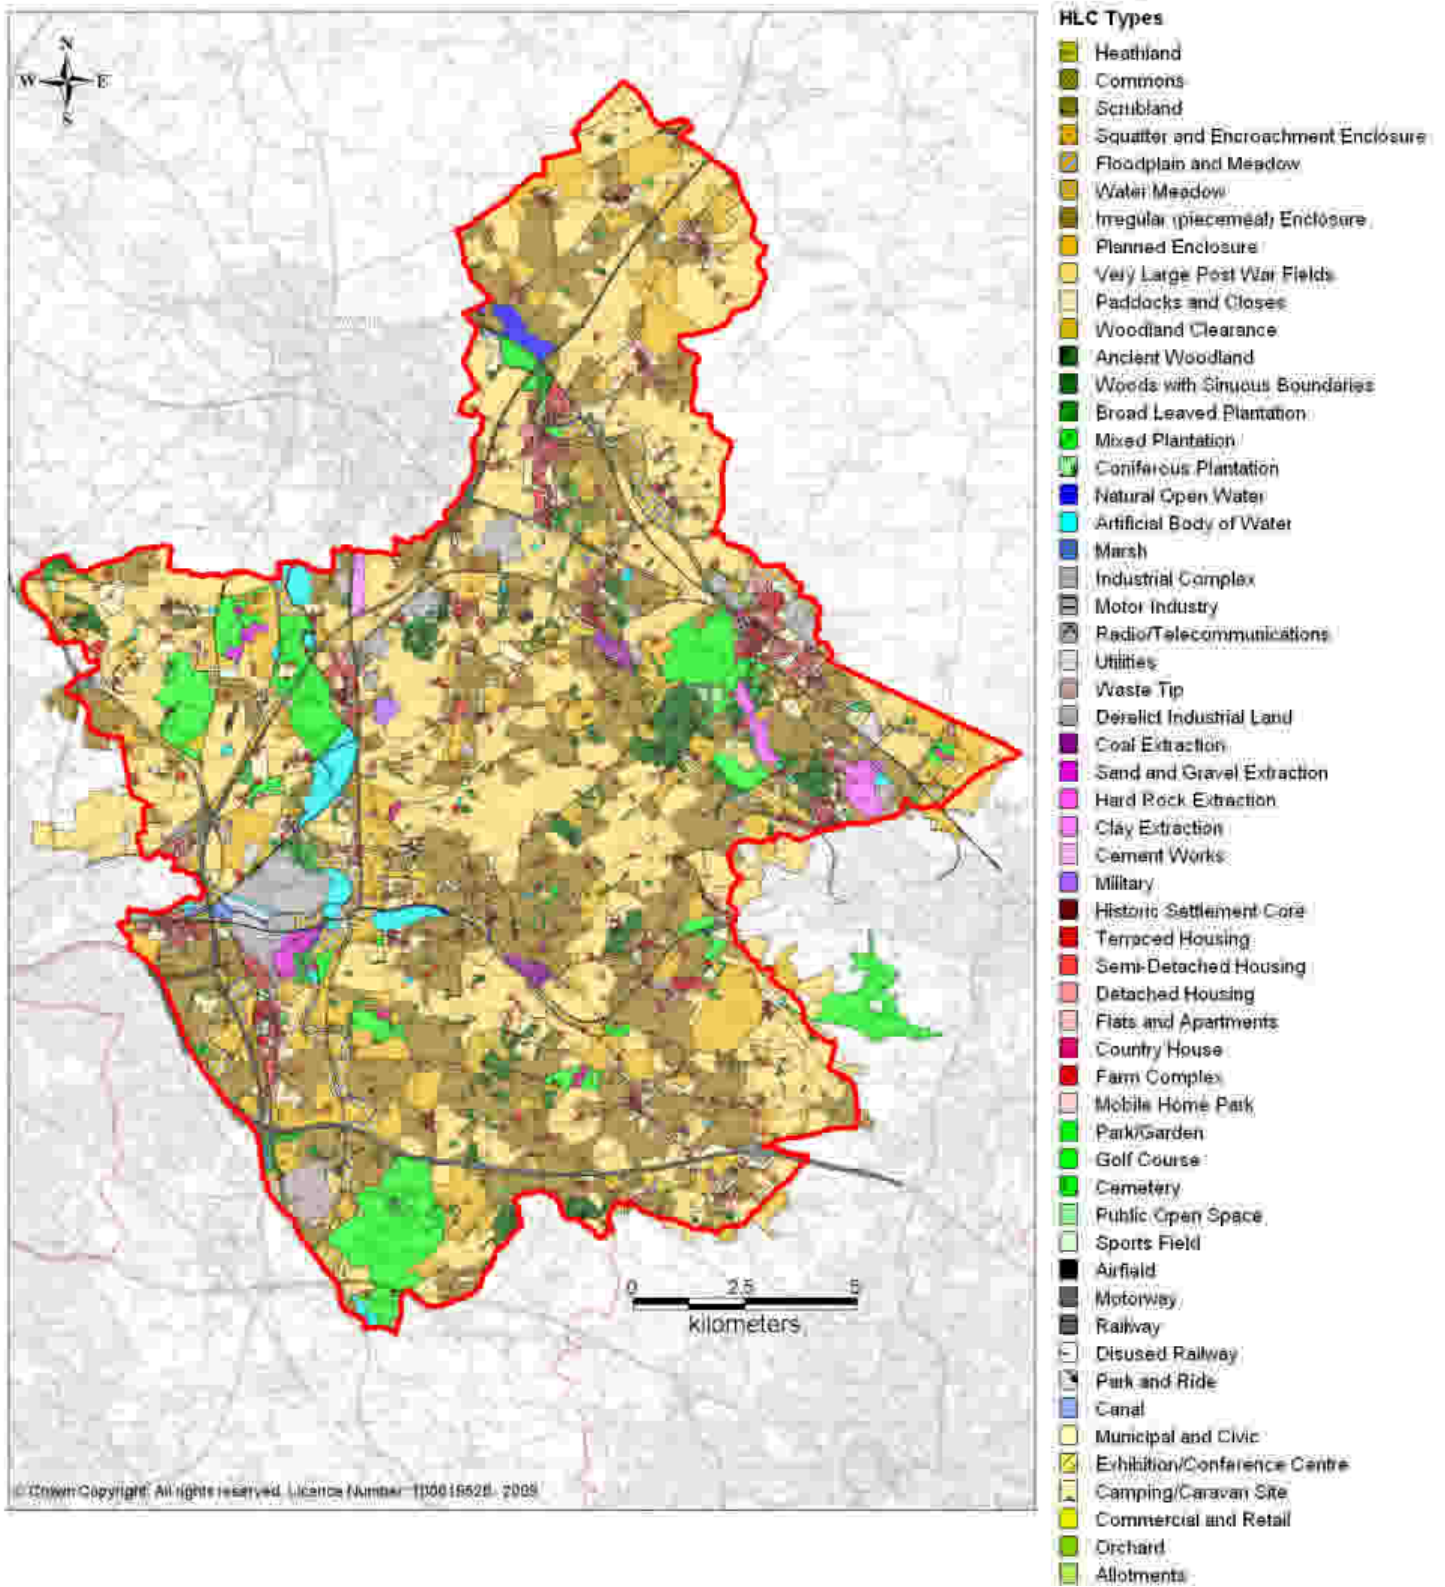 N
W E
S
HLC Types
Heathland
Commons
Scrubland
Squatter and Encroachment Enclosure
Floodplain and Meadow
Water Meadow
Irregular (piecemeal) Enclosure
Planned Enclosure
Very Large Post War Fields
Paddocks and Closes
Woodland Clearance
Ancient Woodland
Woods with Sinuous Boundaries
Broad Leaved Plantation
Mixed Plantation
Coniferous Plantation
Natural Open Water
Artificial Body of Water
Marsh
Industrial Complex
Motor Industry
Radio/Telecommunications
Utilities
Waste Tip
Derelict Industrial Land
Coal Extraction
Sand and Gravel Extraction
Hard Rock Extraction
Clay Extraction
Cement Works
Military
Historic Settlement Core
Terraced Housing
Semi-Detached Housing
Detached Housing
Flats and Apartments
Country House
Farm Complex
Mobile Home Park
Park/Garden
Golf Course
Cemetery
Public Open Space
Sports Field
Airfield
Motorway
Railway
Disused Railway
Park and Ride
Canal
Municipal and Civic
Exhibition/Conference Centre
Camping/Caravan Site
Commercial and Retail
Orchard
Allotments
0 2.5 5
kilometers
© Crown Copyright. All rights reserved. Licence Number 2009